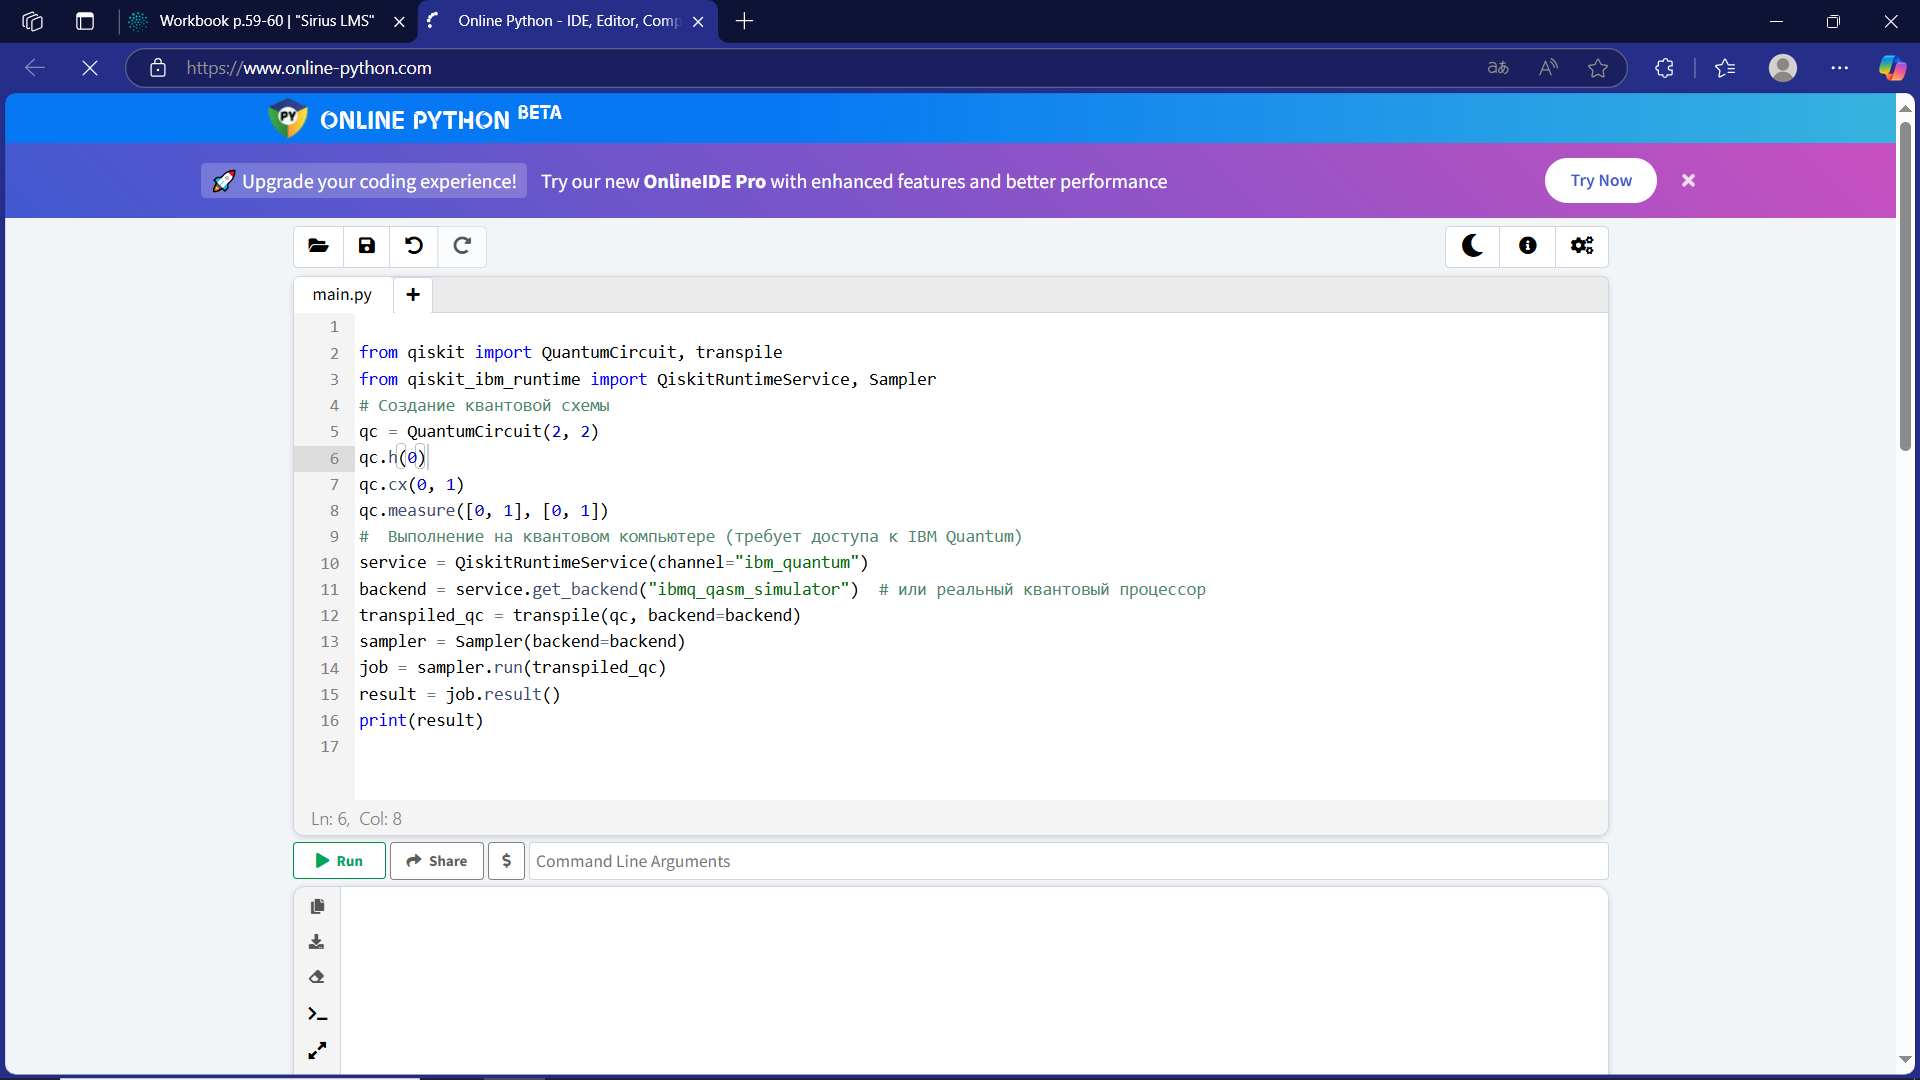 Workbook p.59-60 | "Sirius LMS"
Online Python - IDE, Editor, Comp
https://www.online-python.com
PY ONLINE PYTHON BETA
Upgrade your coding experience! Try our new OnlineIDE Pro with enhanced features and better performance
Try Now
main.py
1
2 from qiskit import QuantumCircuit, transpile
3 from qiskit_ibm_runtime import QiskitRuntimeService, Sampler
4 # Создание квантовой схемы
5 qc = QuantumCircuit(2, 2)
6 qc.h(0)
7 qc.cx(0, 1)
8 qc.measure([0, 1], [0, 1])
9 #  Выполнение на квантовом компьютере (требует доступа к IBM Quantum)
10 service = QiskitRuntimeService(channel="ibm_quantum")
11 backend = service.get_backend("ibmq_qasm_simulator")  # или реальный квантовый процессор
12 transpiled_qc = transpile(qc, backend=backend)
13 sampler = Sampler(backend=backend)
14 job = sampler.run(transpiled_qc)
15 result = job.result()
16 print(result)
17
Ln: 6, Col: 8
Run Share $ Command Line Arguments